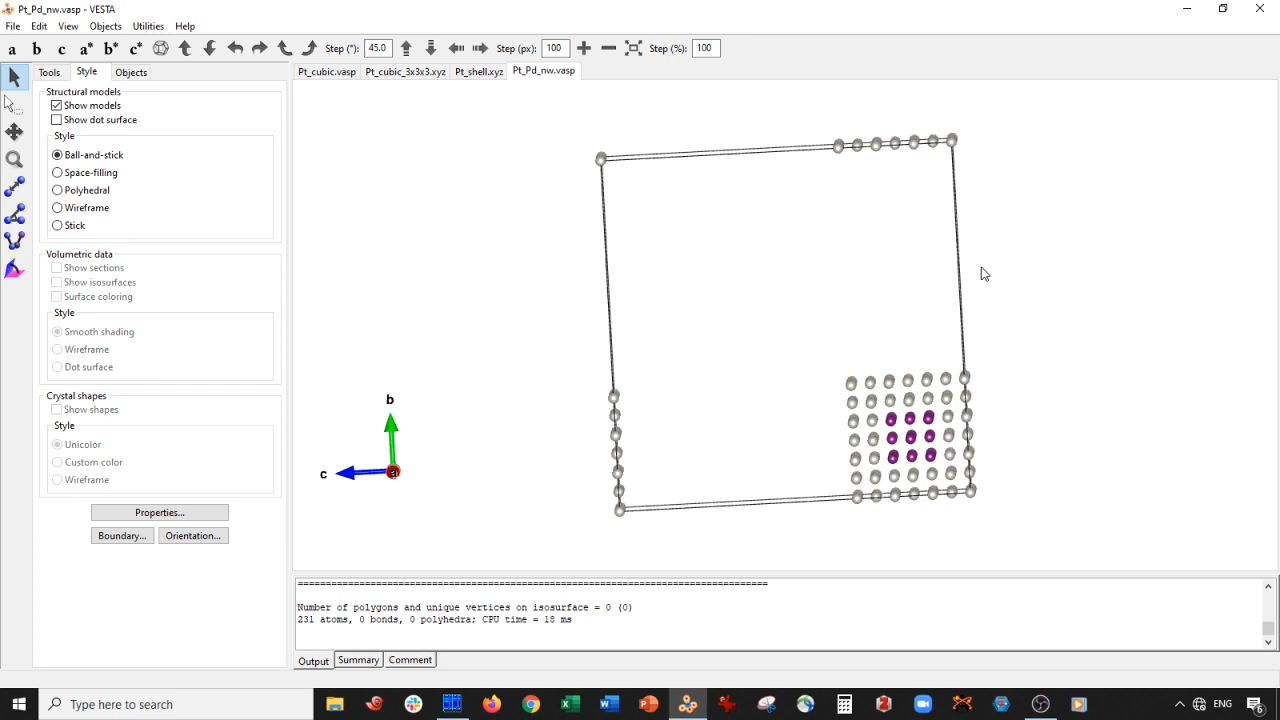 Pt_Pd_nw.vasp - VESTA
File Edit View Objects Utilities Help
a b c a* b* c* Step (°): 45.0 Step (px): 100 Step (%): 100
Tools Style Objects
Pt_cubic.vasp Pt_cubic_3x3x3.xyz Pt_shell.xyz Pt_Pd_nw.vasp
Structural models
Show models
Show dot surface
Style
Ball-and-stick
Space-filling
Polyhedral
Wireframe
Stick
Volumetric data
Show sections
Show isosurfaces
Surface coloring
Style
Smooth shading
Wireframe
Dot surface
Crystal shapes
Show shapes
Style
Unicolor
Custom color
Wireframe
Properties...
Boundary... Orientation...
b
c a
================================================================================
Number of polygons and unique vertices on isosurface = 0 (0)
231 atoms, 0 bonds, 0 polyhedra; CPU time = 18 ms
Output Summary Comment
Type here to search
ENG
6